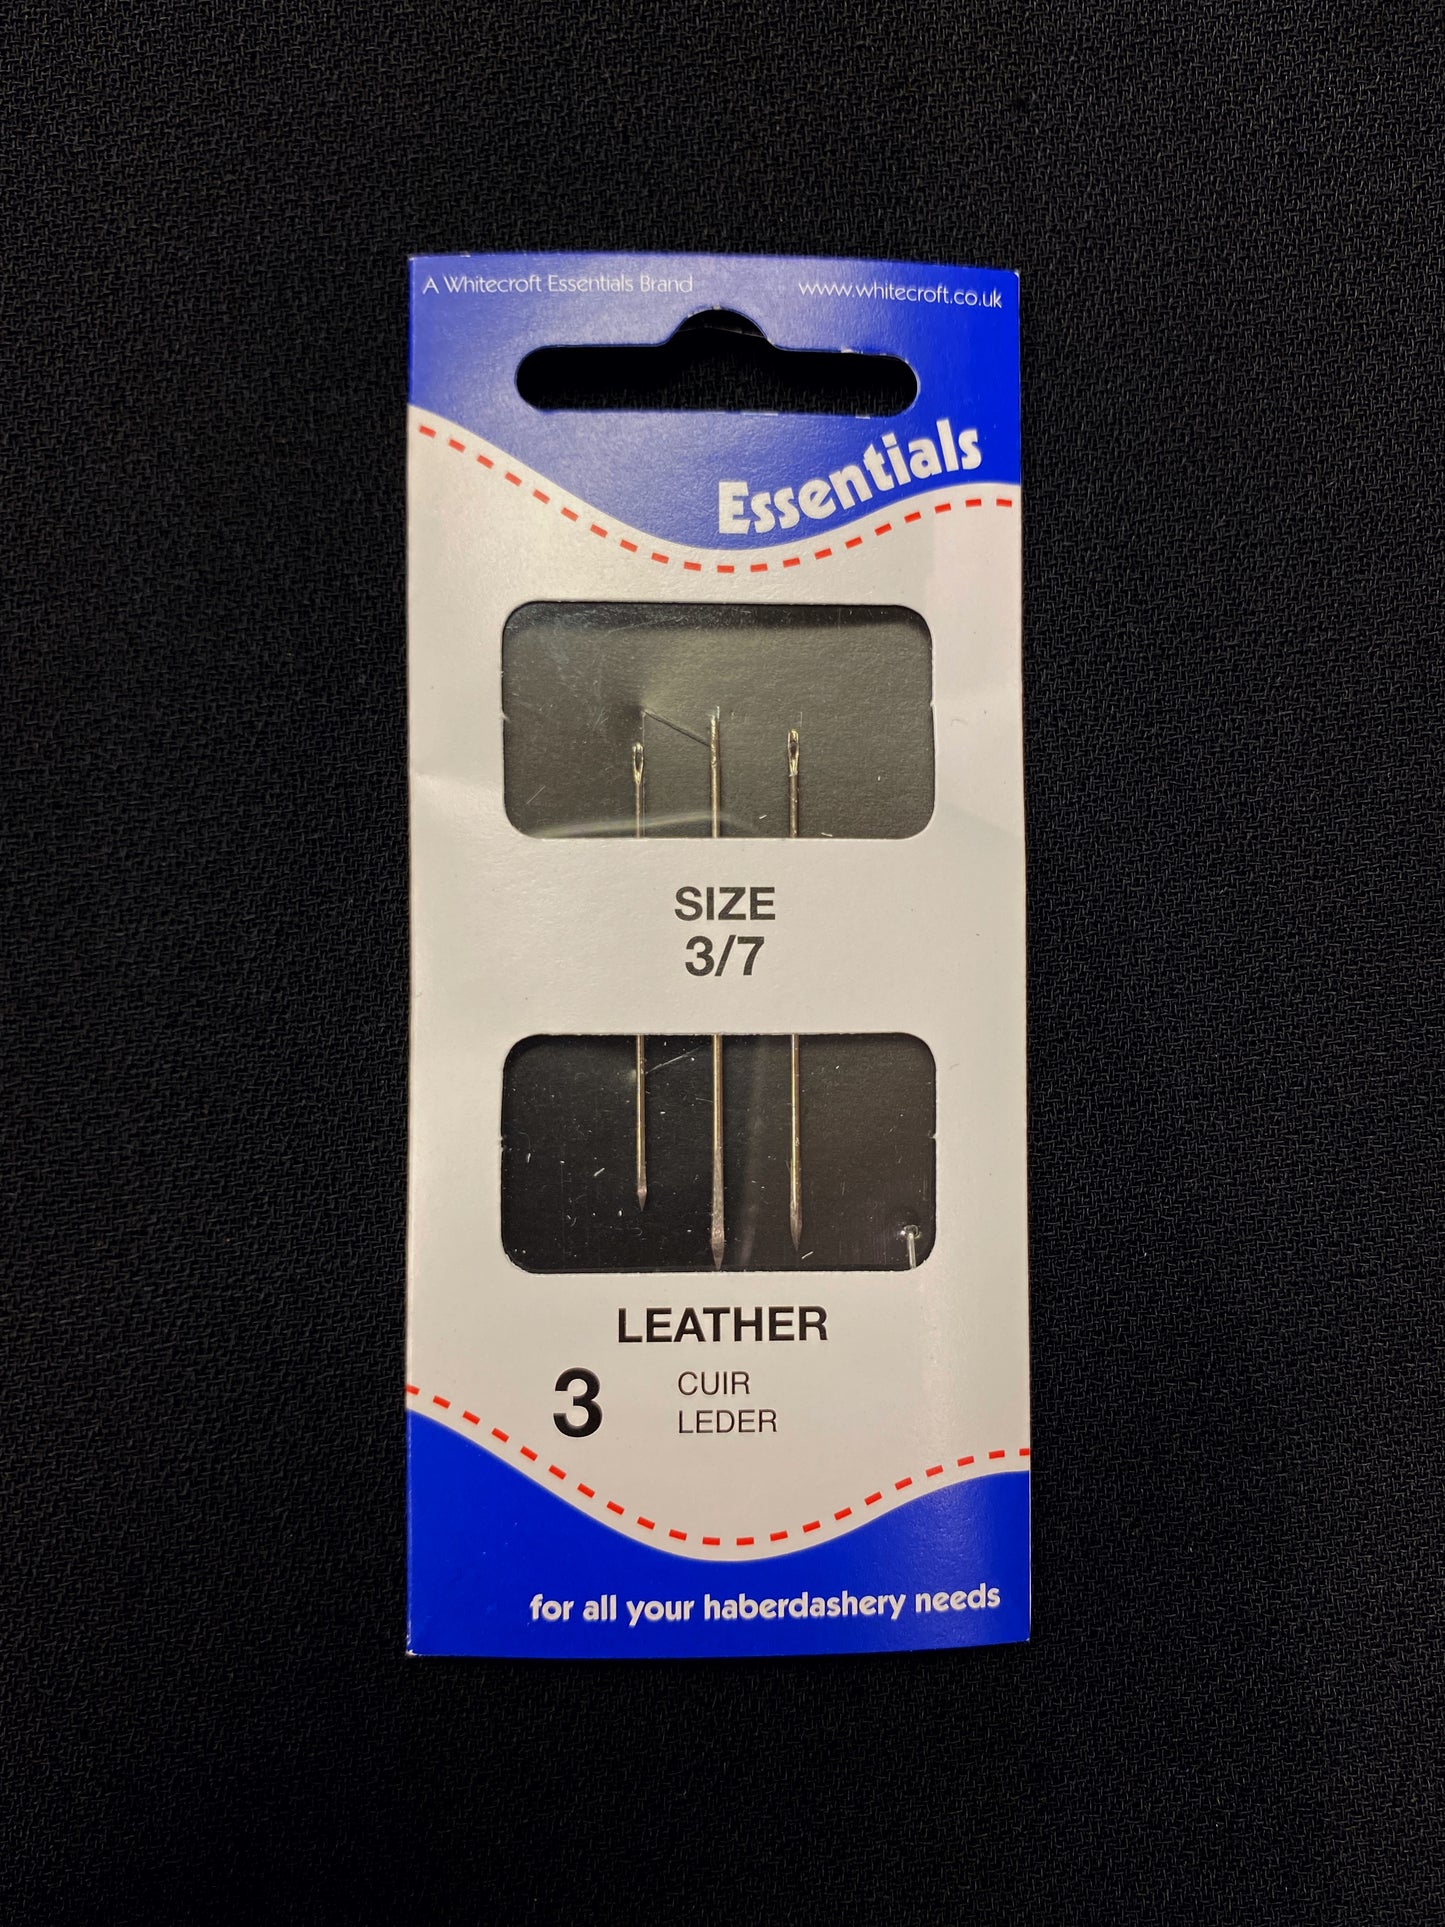 A Whitecroft Essentials Brand
www.whitecroft.co.uk
Essentials
SIZE
3/7
LEATHER
3
CUIR
LEDER
for all your haberdashery needs